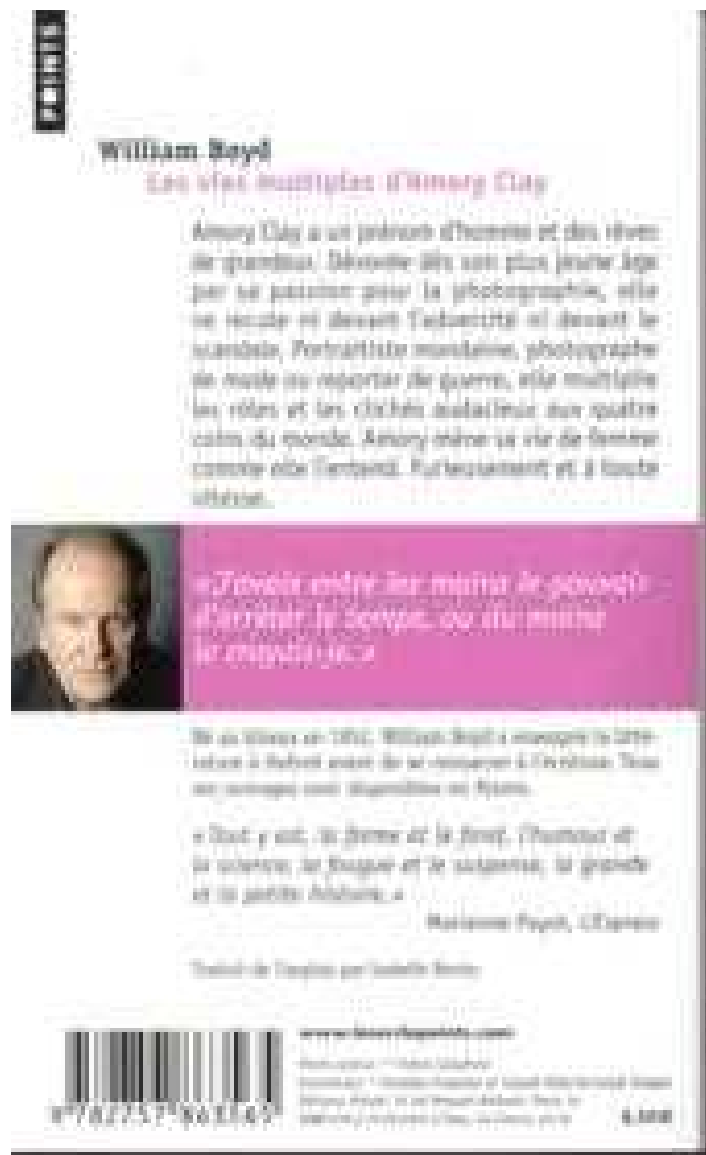 POINTS
William Boyd
Les vies multiples d'Amory Clay
Amory Clay a un prénom d'homme et des rêves
de grandeur. Dévorée dès son plus jeune âge
par sa passion pour la photographie, elle
ne recule ni devant l'adversité ni devant le
scandale. Portraitiste mondaine, photographe
de mode ou reporter de guerre, elle multiplie
les rôles et les clichés audacieux aux quatre
coins du monde. Amory mène sa vie de femme
comme elle l'entend. Furieusement et à toute
vitesse.
« J'avais entre les mains le pouvoir
d'arrêter le temps, ou du moins
le croyais-je. »
Né au Ghana en 1952, William Boyd a enseigné la litté-
rature à Oxford avant de se consacrer à l'écriture. Tous
ses ouvrages sont disponibles en Points.
« Tout y est, la forme et le fond, l'humour et
la science, la fougue et le suspense, la grande
et la petite histoire. »
Marianne Payot, L'Express
Traduit de l'anglais par Isabelle Perrin
www.lecerclepoints.com